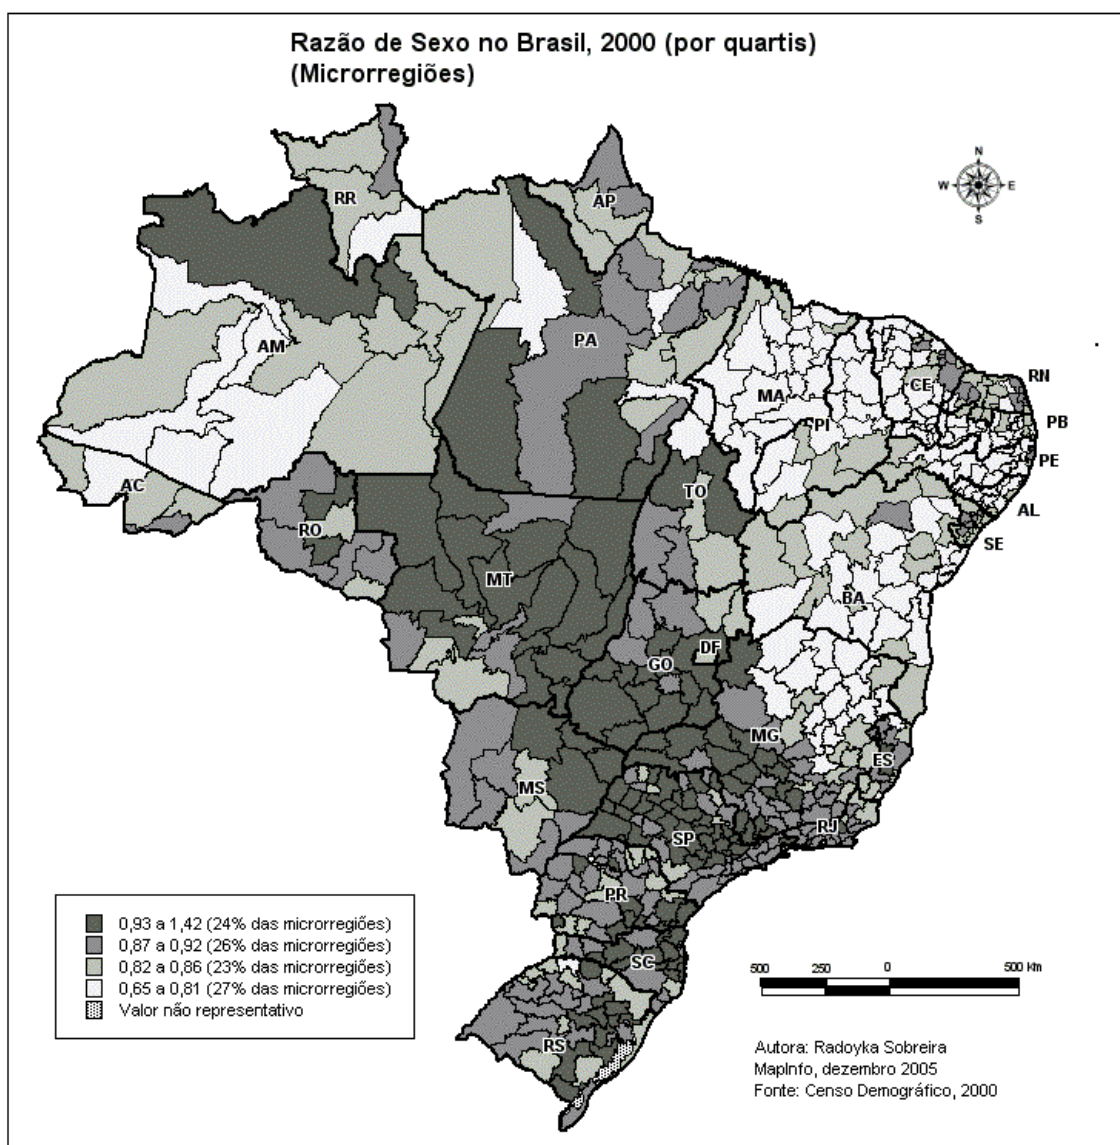 Razão de Sexo no Brasil, 2000 (por quartis)
(Microrregiões)
N
W E
S
RR
AP
AM
PA
MA
CE
RN
PI
PB
PE
AC
TO
AL
RO
SE
MT
BA
DF
GO
MG
ES
MS
SP
RJ
PR
SC
RS
0,93 a 1,42 (24% das microrregiões)
0,87 a 0,92 (26% das microrregiões)
0,82 a 0,86 (23% das microrregiões)
0,65 a 0,81 (27% das microrregiões)
Valor não representativo
500 250 0 500 Km
Autora: Radoyka Sobreira
MapInfo, dezembro 2005
Fonte: Censo Demográfico, 2000